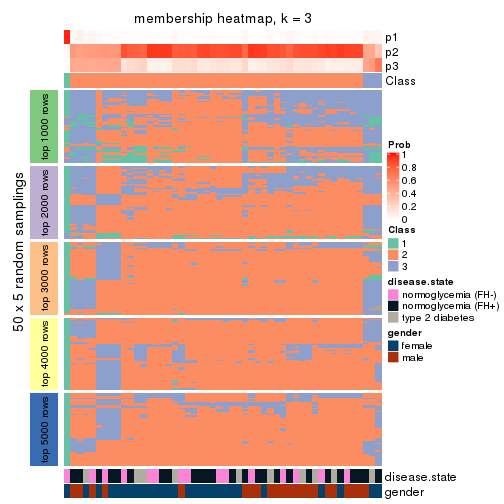 membership heatmap, k = 3
p1
p2
p3
Class
50 x 5 random samplings
top 1000 rows
top 2000 rows
top 3000 rows
top 4000 rows
top 5000 rows
Prob
1
0.8
0.6
0.4
0.2
0
Class
1
2
3
disease.state
normoglycemia (FH-)
normoglycemia (FH+)
type 2 diabetes
gender
female
male
disease.state
gender